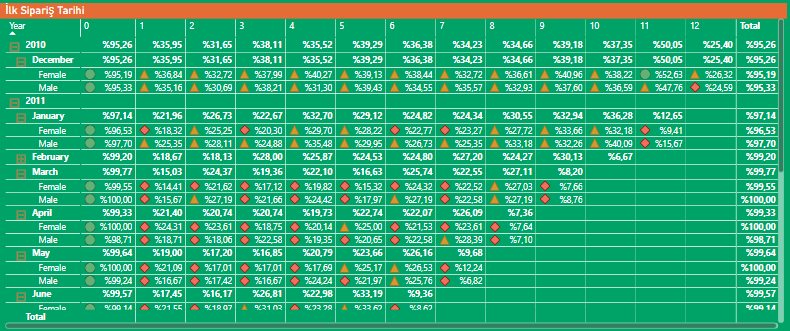 İlk Sipariş Tarihi
Year 0 1 2 3 4 5 6 7 8 9 10 11 12 Total
2010 %95,26 %35,95 %31,65 %38,11 %35,52 %39,29 %36,38 %34,23 %34,66 %39,18 %37,35 %50,05 %25,40 %95,26
December %95,26 %35,95 %31,65 %38,11 %35,52 %39,29 %36,38 %34,23 %34,66 %39,18 %37,35 %50,05 %25,40 %95,26
Female %95,19 %36,84 %32,72 %37,99 %40,27 %39,13 %38,44 %32,72 %36,61 %40,96 %38,22 %52,63 %26,32 %95,19
Male %95,33 %35,16 %30,69 %38,21 %31,30 %39,43 %34,55 %35,57 %32,93 %37,60 %36,59 %47,76 %24,59 %95,33
2011
January %97,14 %21,96 %26,73 %22,67 %32,70 %29,12 %24,82 %24,34 %30,55 %32,94 %36,28 %12,65 %97,14
Female %96,53 %18,32 %25,25 %20,30 %29,70 %28,22 %22,77 %23,27 %27,72 %33,66 %32,18 %9,41 %96,53
Male %97,70 %25,35 %28,11 %24,88 %35,48 %29,95 %26,73 %25,35 %33,18 %32,26 %40,09 %15,67 %97,70
February %99,20 %18,67 %18,13 %28,00 %25,87 %24,53 %24,80 %27,20 %24,27 %30,13 %6,67 %99,20
March %99,77 %15,03 %24,37 %19,36 %22,10 %16,63 %25,74 %22,55 %27,11 %8,20 %99,77
Female %99,55 %14,41 %21,62 %17,12 %19,82 %15,32 %24,32 %22,52 %27,03 %7,66 %99,55
Male %100,00 %15,67 %27,19 %21,66 %24,42 %17,97 %27,19 %22,58 %27,19 %8,76 %100,00
April %99,33 %21,40 %20,74 %20,74 %19,73 %22,74 %22,07 %26,09 %7,36 %99,33
Female %100,00 %24,31 %23,61 %18,75 %20,14 %25,00 %21,53 %23,61 %7,64 %100,00
Male %98,71 %18,71 %18,06 %22,58 %19,35 %20,65 %22,58 %28,39 %7,10 %98,71
May %99,64 %19,00 %17,20 %16,85 %20,79 %23,66 %26,16 %9,68 %99,64
Female %100,00 %21,09 %17,01 %17,01 %17,69 %25,17 %26,53 %12,24 %100,00
Male %99,24 %16,67 %17,42 %16,67 %24,24 %21,97 %25,76 %6,82 %99,24
June %99,57 %17,45 %16,17 %26,81 %22,98 %33,19 %9,36 %99,57
Female %99,14 %21,55 %18,97 %31,03 %23,28 %33,62 %8,62 %99,14
Total